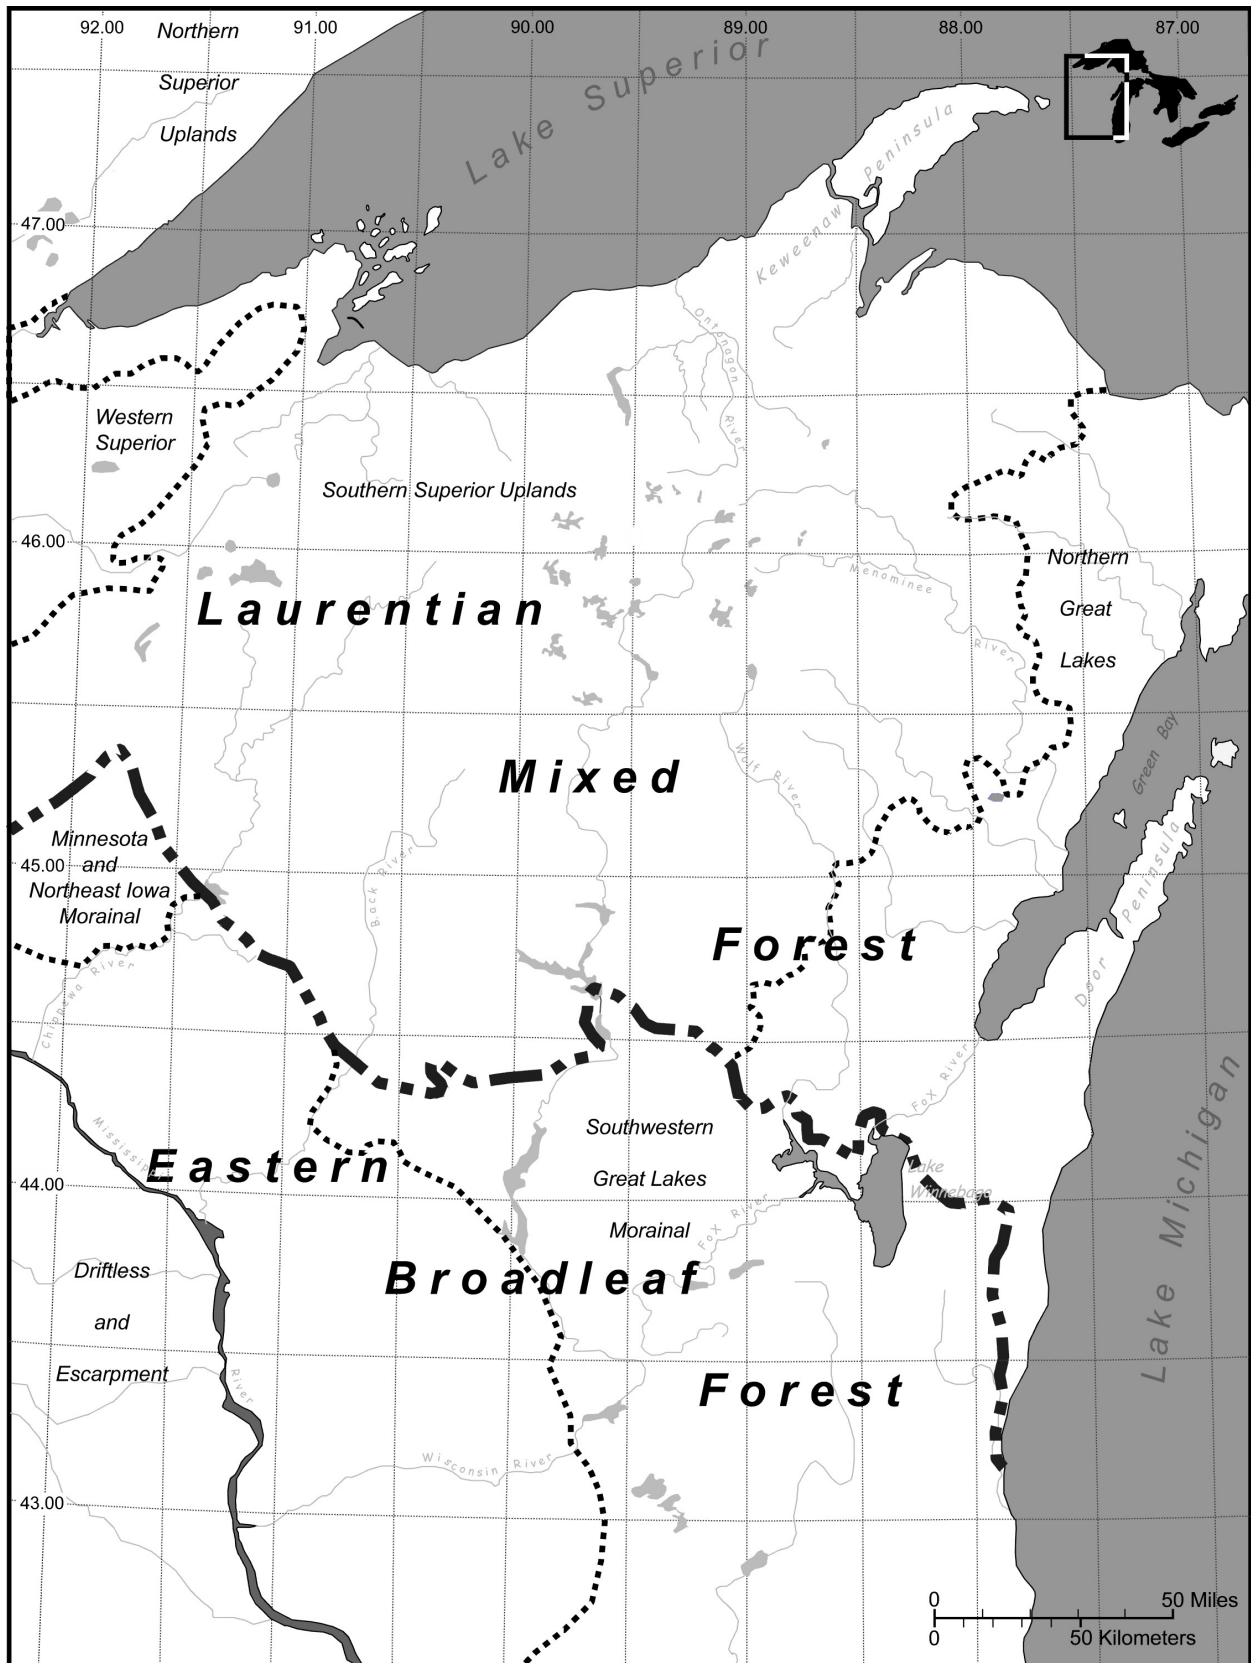 92.00 91.00 90.00 89.00 88.00 87.00
Northern
Superior
Uplands
Lake Superior
Keweenaw Peninsula
47.00
Ontonagon River
Western
Superior
Southern Superior Uplands
46.00
Northern
Great
Lakes
Menominee River
Laurentian
Mixed
Forest
Green Bay
Wolf River
Minnesota
and
45.00
Northeast Iowa
Morainal
Back River
Door Peninsula
Chippewa River
Fox River
Southwestern
Great Lakes
Morainal
Mississippi
River
Eastern
Broadleaf
Forest
44.00
Lake
Winnebago
Fox River
Lake Michigan
Driftless
and
Escarpment
Wisconsin River
43.00
0 50 Miles
0 50 Kilometers